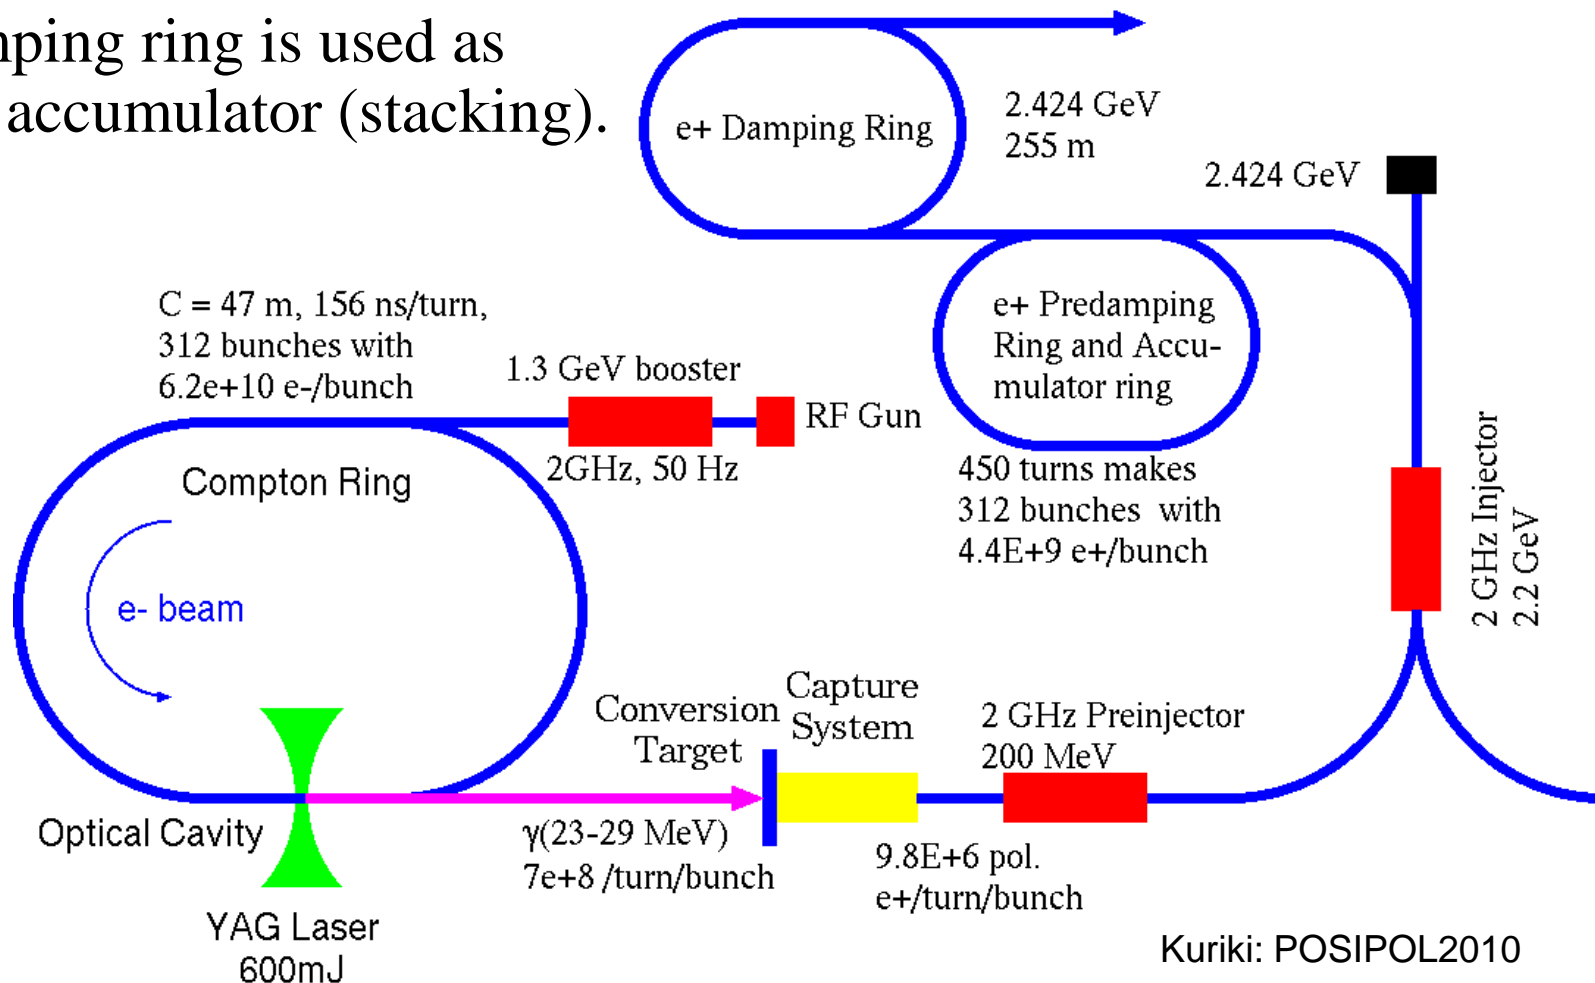 ring is used as
accumulator (stacking).
e+ Damping Ring
2.424 GeV
255 m
2.424 GeV
C = 47 m, 156 ns/turn,
312 bunches with
6.2e+10 e-/bunch
1.3 GeV booster
RF Gun
2GHz, 50 Hz
e+ Predamping
Ring and Accu-
mulator ring
450 turns makes
312 bunches with
4.4E+9 e+/bunch
Compton Ring
e- beam
2 GHz Injector
2.2 GeV
Conversion
Target
Capture
System
2 GHz Preinjector
200 MeV
Optical Cavity
γ(23-29 MeV)
7e+8 /turn/bunch
9.8E+6 pol.
e+/turn/bunch
YAG Laser
600mJ
Kuriki: POSIPOL2010